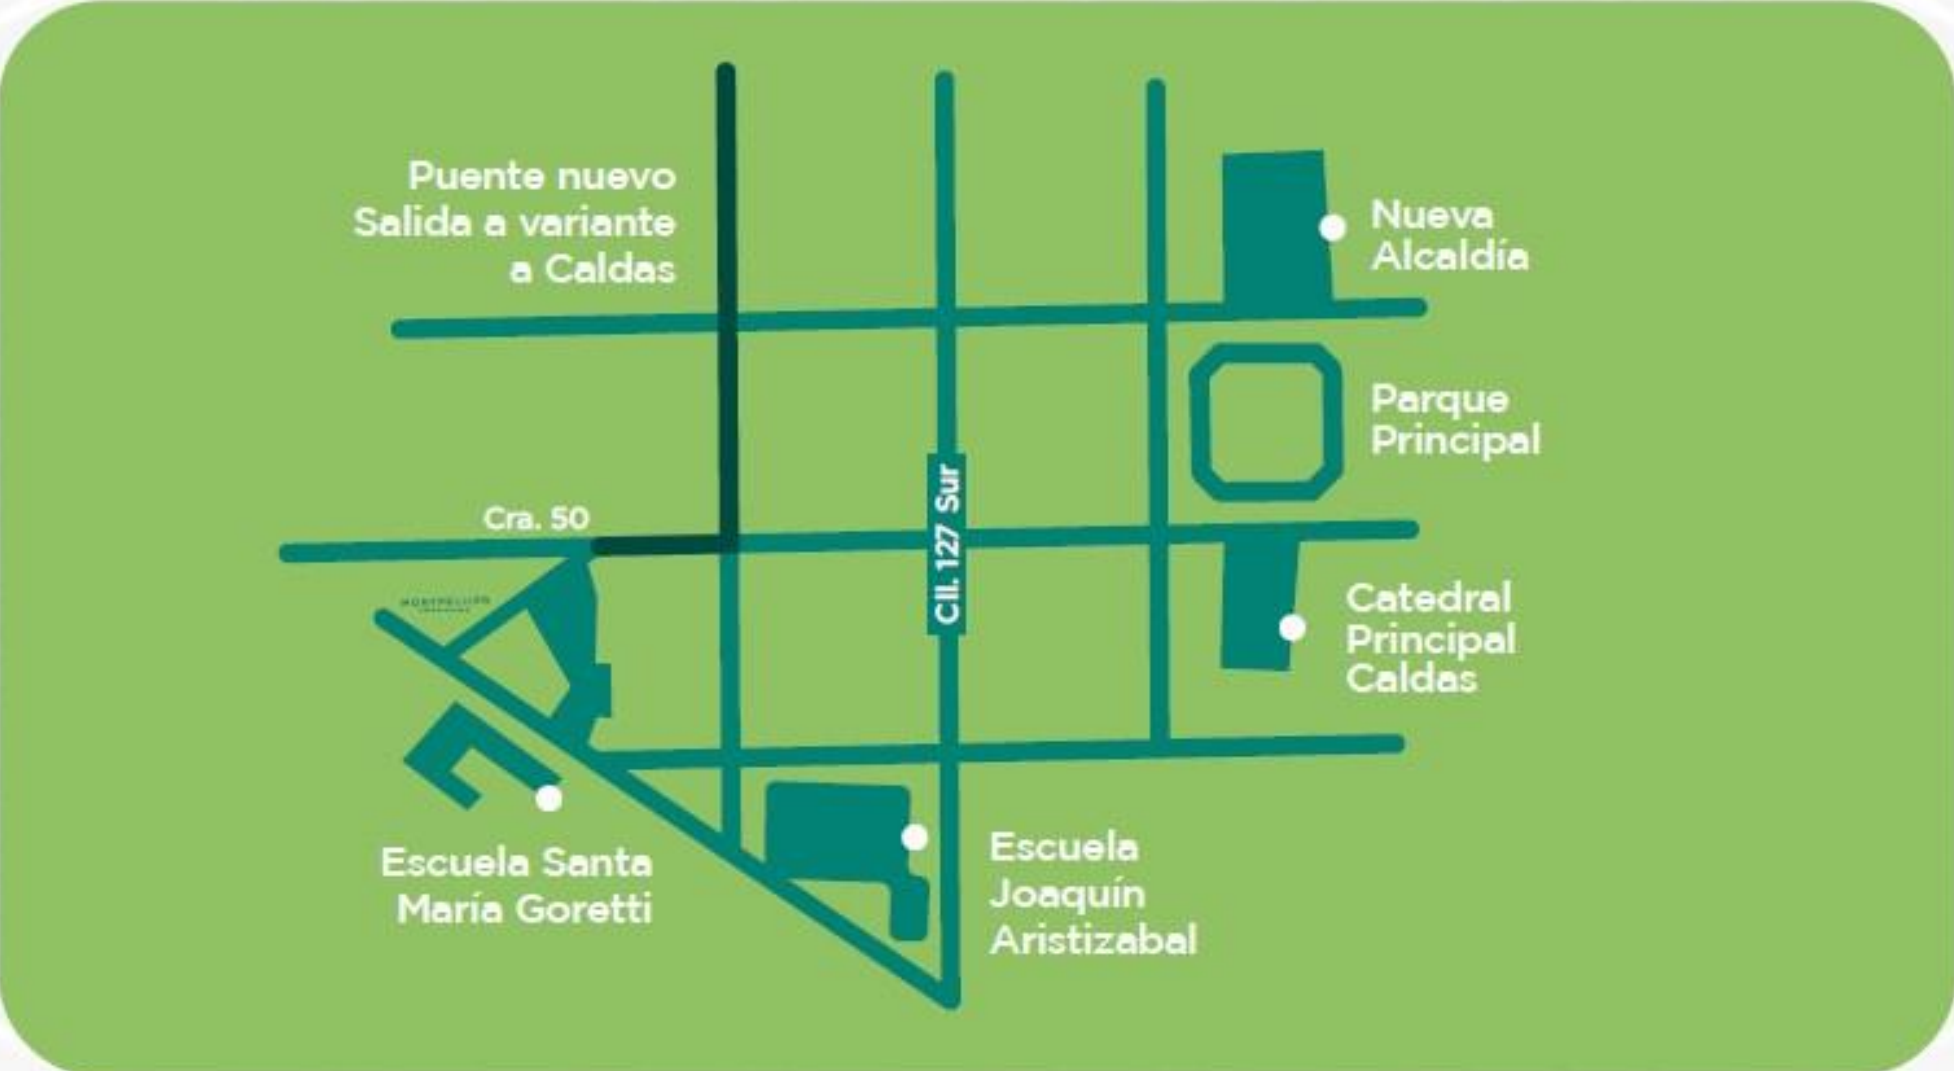 Puente nuevo
Salida a variante
a Caldas
Nueva
Alcaldía
Parque
Principal
Cra. 50
Cll. 127 Sur
Catedral
Principal
Caldas
Escuela Santa
María Goretti
Escuela
Joaquín
Aristizabal